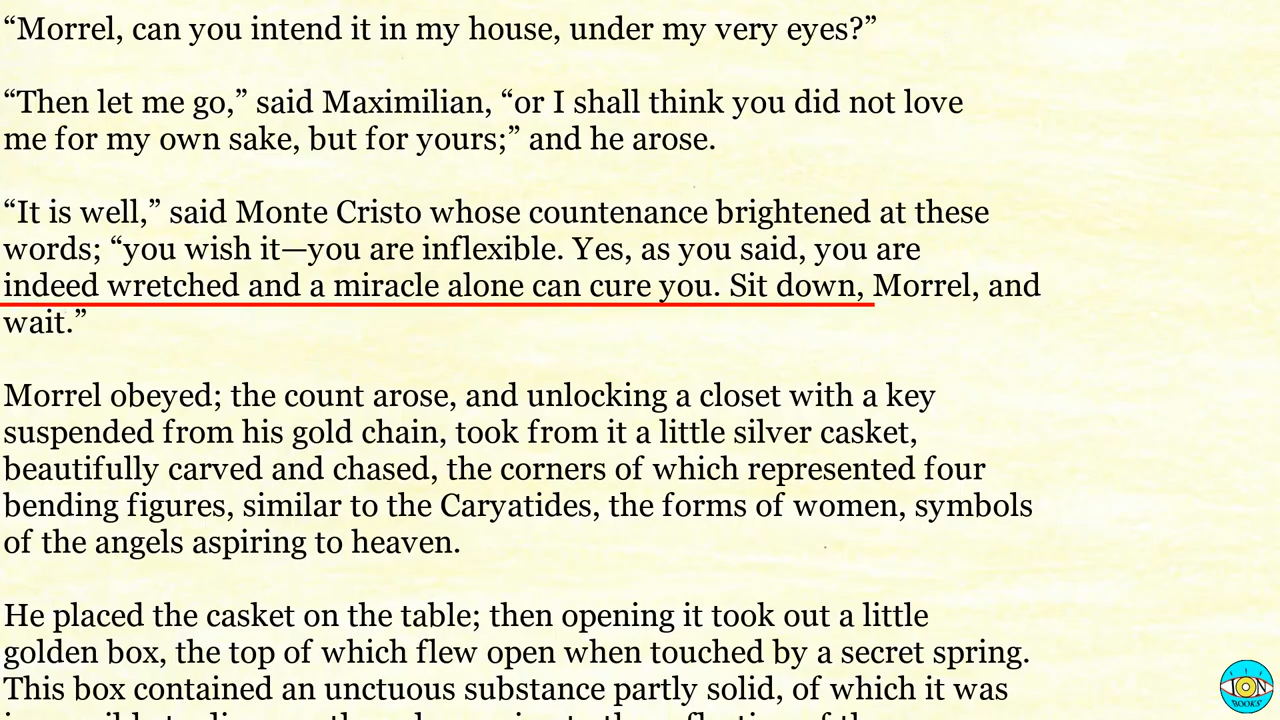 “Morrel, can you intend it in my house, under my very eyes?”
“Then let me go,” said Maximilian, “or I shall think you did not love
me for my own sake, but for yours;” and he arose.
“It is well,” said Monte Cristo whose countenance brightened at these
words; “you wish it—you are inflexible. Yes, as you said, you are
indeed wretched and a miracle alone can cure you. Sit down, Morrel, and
wait.”
Morrel obeyed; the count arose, and unlocking a closet with a key
suspended from his gold chain, took from it a little silver casket,
beautifully carved and chased, the corners of which represented four
bending figures, similar to the Caryatides, the forms of women, symbols
of the angels aspiring to heaven.
He placed the casket on the table; then opening it took out a little
golden box, the top of which flew open when touched by a secret spring.
This box contained an unctuous substance partly solid, of which it was
ION
BOOKS